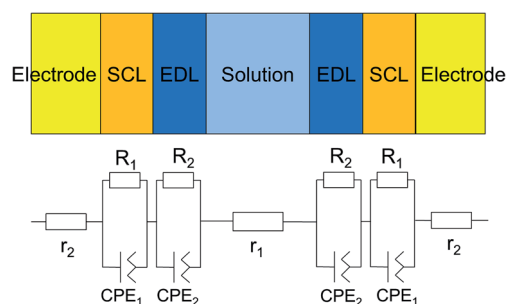 Electrode SCL EDL Solution EDL SCL Electrode
R1 R2 R2 R1
r2 r1 r2
CPE1 CPE2 CPE2 CPE1